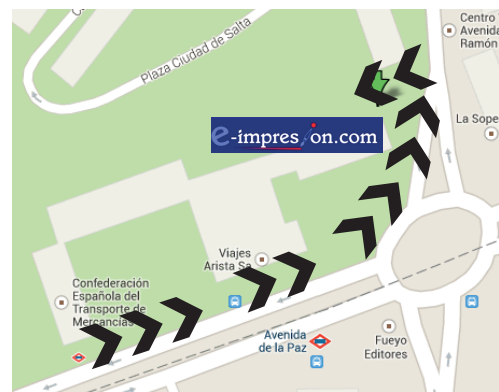 Plaza Ciudad de Salta
Centro
Avenida
Ramón
La Sope
e-impresion.com
Viajes
Arista Sa
Confederación
Española del
Transporte de
Mercancías
Avenida
de la Paz
Fueyo
Editores